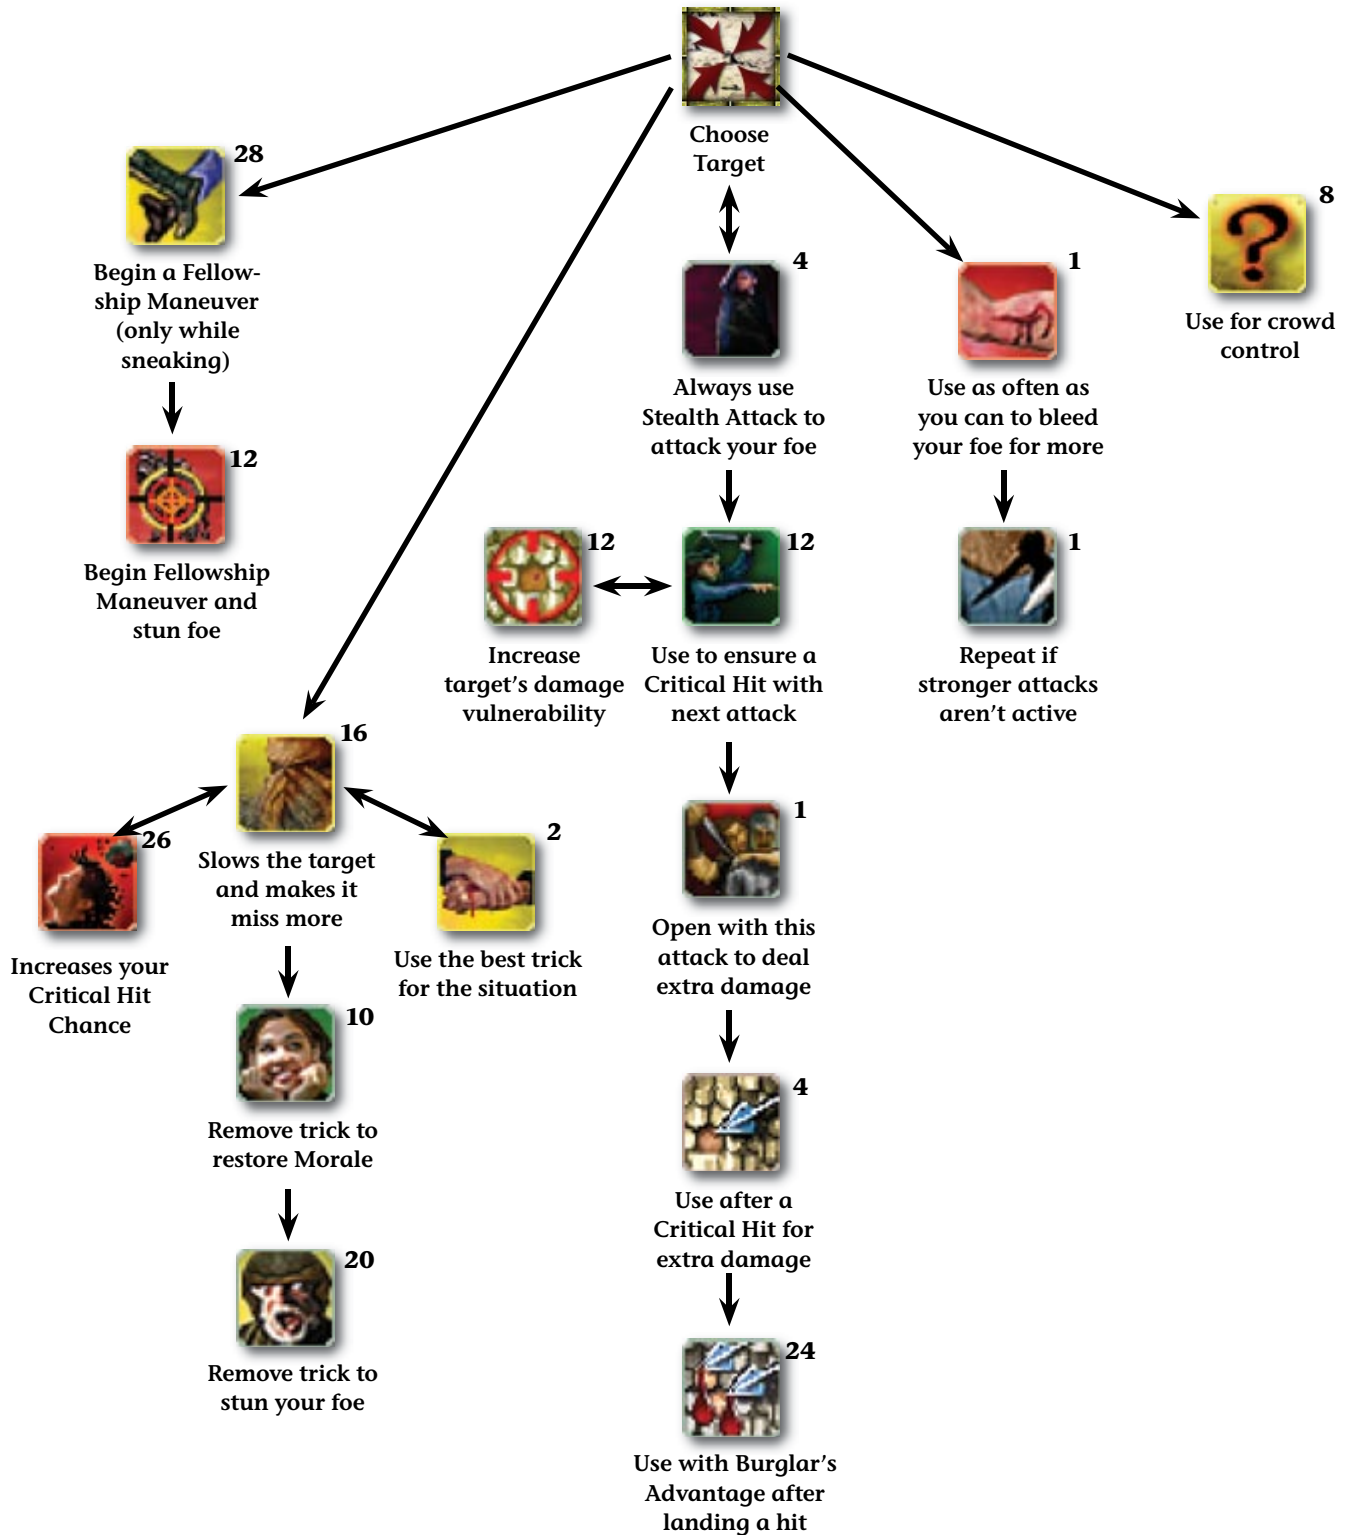 Choose
Target
28
Begin a Fellow-
ship Maneuver
(only while
sneaking)
12
Begin Fellowship
Maneuver and
stun foe
4
Always use
Stealth Attack to
attack your foe
1
Use as often as
you can to bleed
your foe for more
8
Use for crowd
control
12
Increase
target's damage
vulnerability
12
Use to ensure a
Critical Hit with
next attack
1
Repeat if
stronger attacks
aren't active
16
Slows the target
and makes it
miss more
26
Increases your
Critical Hit
Chance
2
Use the best trick
for the situation
10
Remove trick to
restore Morale
20
Remove trick to
stun your foe
1
Open with this
attack to deal
extra damage
4
Use after a
Critical Hit for
extra damage
24
Use with Burglar's
Advantage after
landing a hit